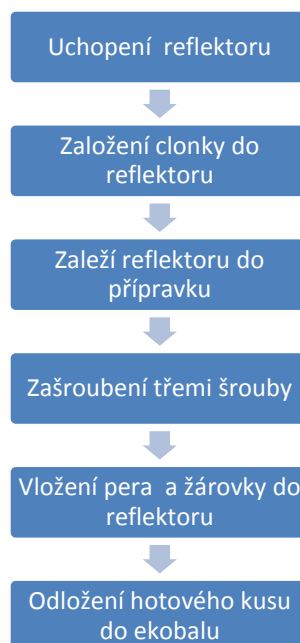 Uchopení  reflektoru
Založení clonky do
reflektoru
Zaleží reflektoru do
přípravku
Zašroubení třemi šrouby
Vložení pera  a žárovky do
reflektoru
Odložení hotového kusu
do ekobalu